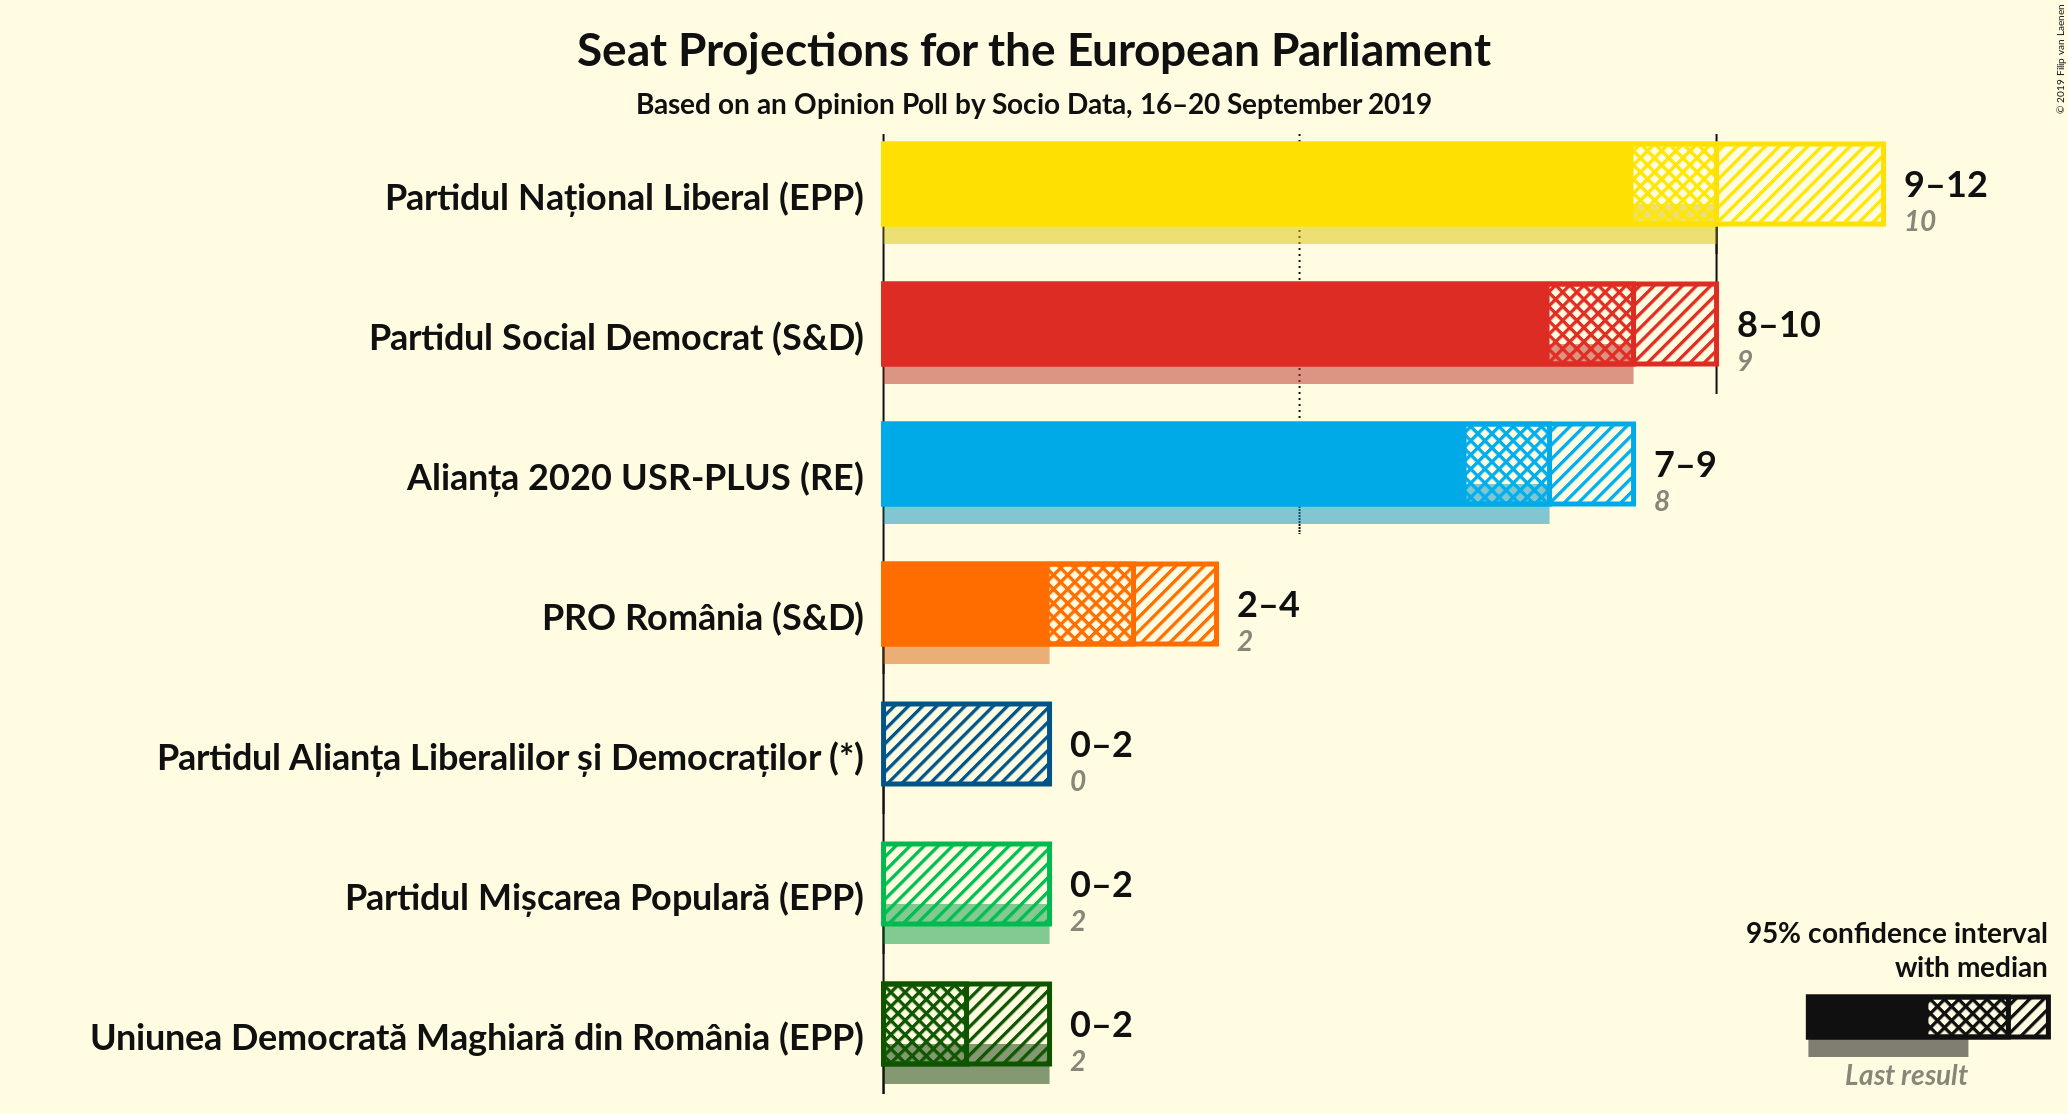 Seat Projections for the European Parliament
Based on an Opinion Poll by Socio Data, 16–20 September 2019
© 2019 Filip van Laenen
Partidul Național Liberal (EPP)
9–12
10
Partidul Social Democrat (S&D)
8–10
9
Alianța 2020 USR-PLUS (RE)
7–9
8
PRO România (S&D)
2–4
2
Partidul Alianța Liberalilor și Democraților (*)
0–2
0
Partidul Mișcarea Populară (EPP)
0–2
2
Uniunea Democrată Maghiară din România (EPP)
0–2
2
95% confidence interval
with median
Last result